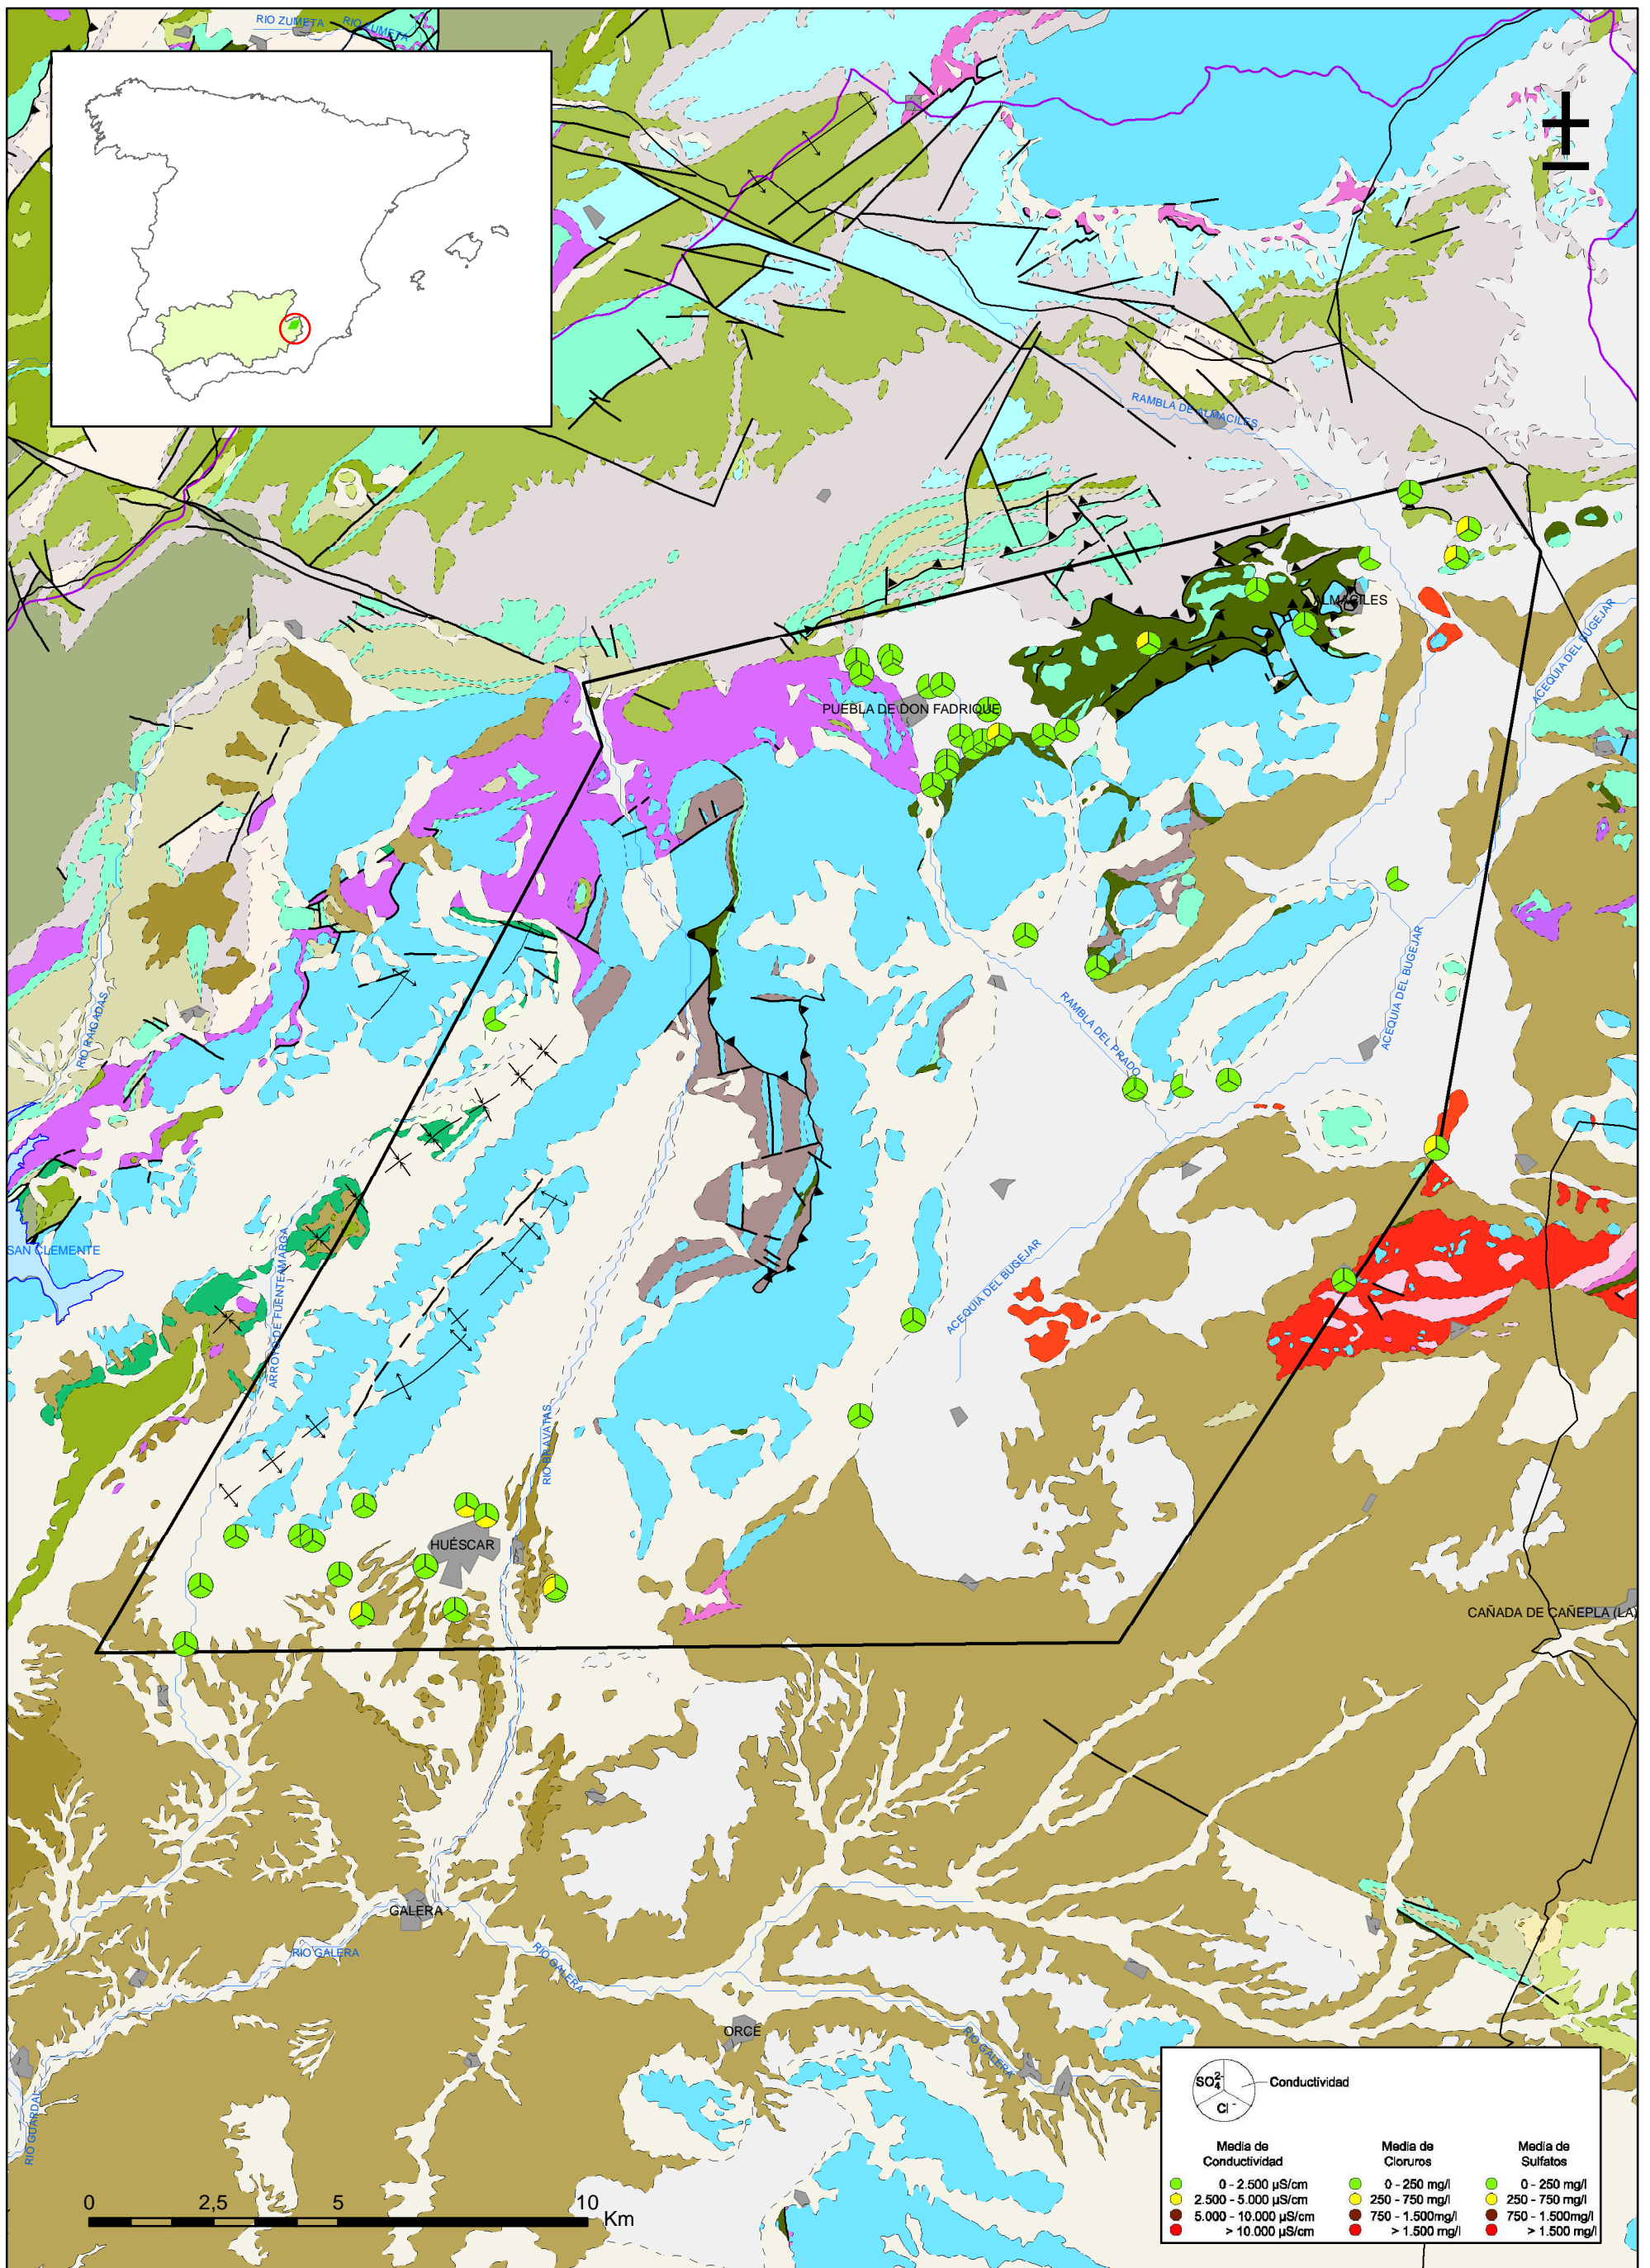 RIO ZUMETA
RIO ZUMETA
RAMBLA DE ALMACILES
ALMACILES
ACEQUIA DEL BUGEJAR
PUEBLA DE DON FADRIQUE
ACEQUIA DEL BUGEJAR
RIO RAIGADAS
RAMBLA DEL PRADO
SAN CLEMENTE
ARROYO DE FUENTEAMARGA
ACEQUIA DEL BUGEJAR
RIO BRAVATAS
HUÉSCAR
CAÑADA DE CAÑEPLA (LA)
GALERA
RIO GALERA
RIO GALERA
ORCE
RIO GALERA
RIO GUARDAL
SO₄²⁻
Cl⁻
Conductividad
Media de Conductividad
0 - 2.500 µS/cm
2.500 - 5.000 µS/cm
5.000 - 10.000 µS/cm
> 10.000 µS/cm
Media de Cloruros
0 - 250 mg/l
250 - 750 mg/l
750 - 1.500mg/l
> 1.500 mg/l
Media de Sulfatos
0 - 250 mg/l
250 - 750 mg/l
750 - 1.500mg/l
> 1.500 mg/l
0 2,5 5 10
Km